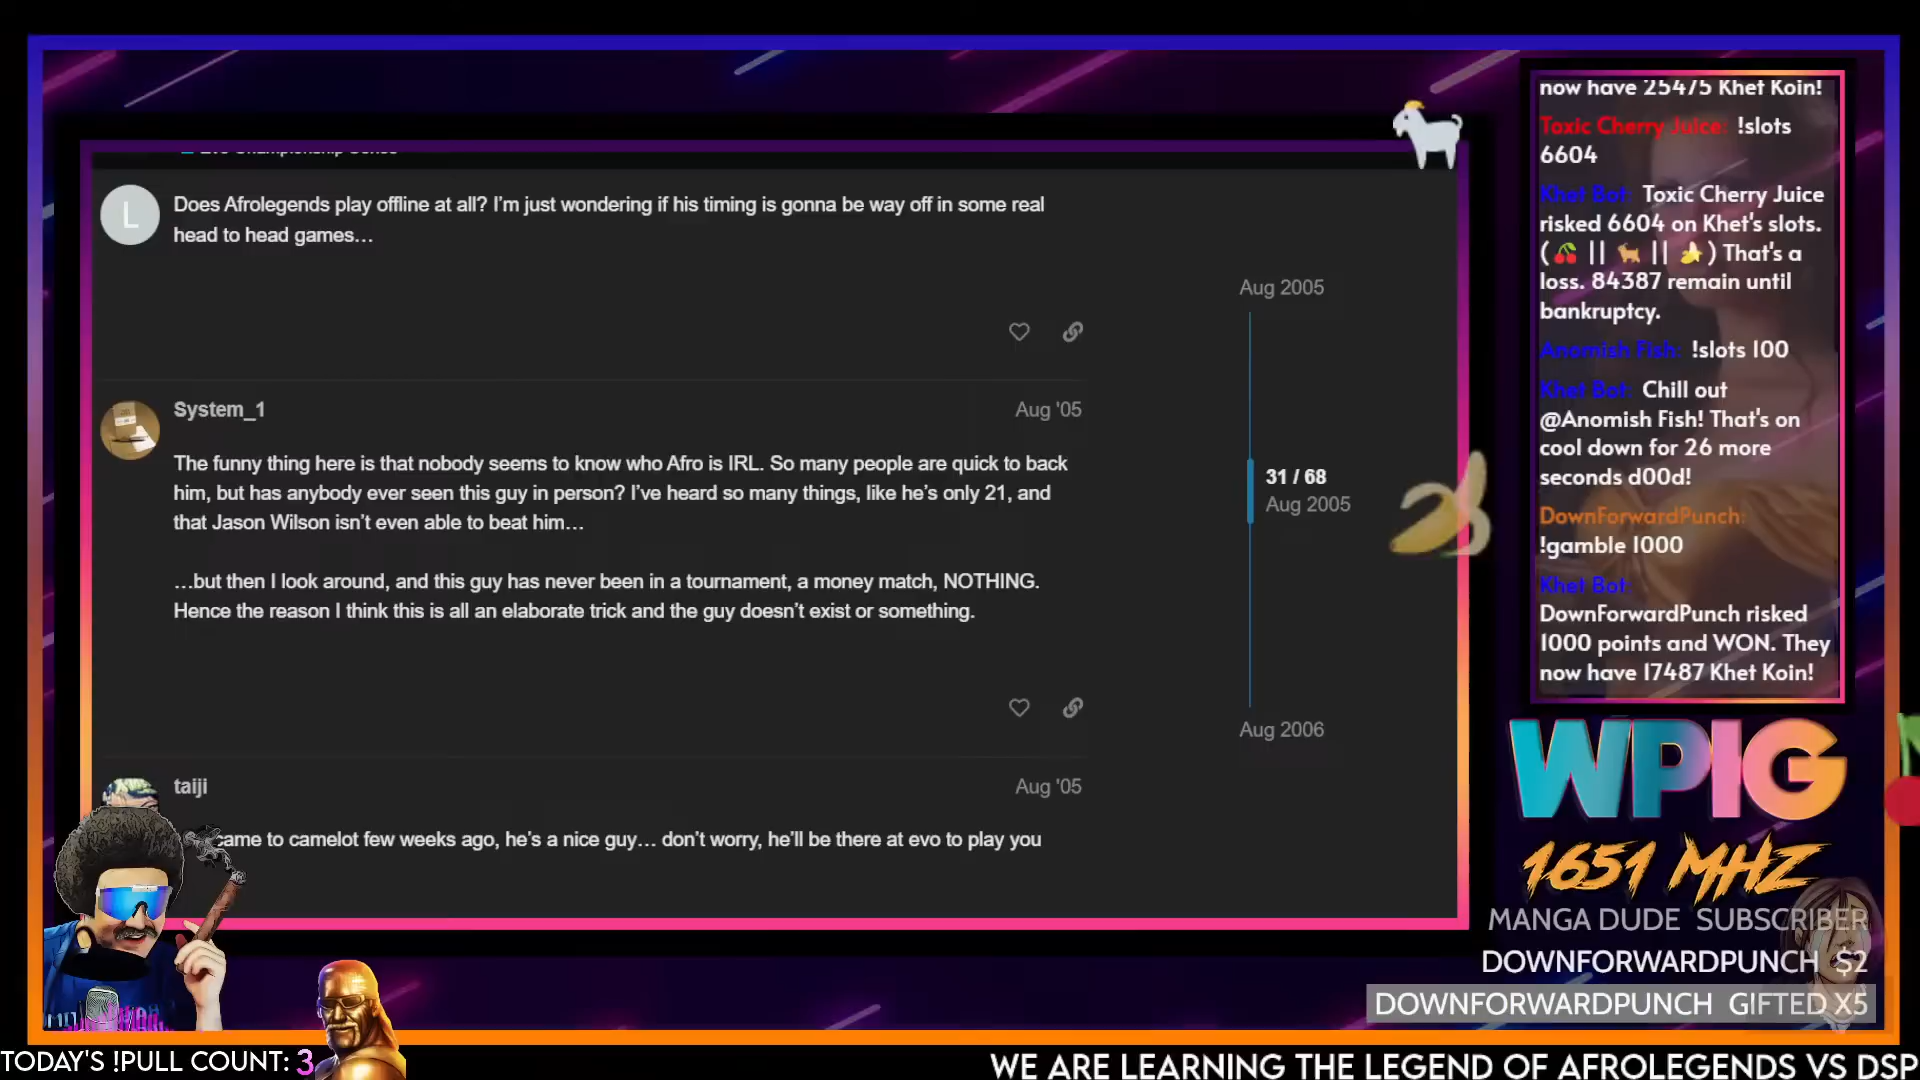 Does Afrolegends play offline at all? I'm just wondering if his timing is gonna be way off in some real
head to head games…
L
Aug 2005
System_1
Aug '05
The funny thing here is that nobody seems to know who Afro is IRL. So many people are quick to back
him, but has anybody ever seen this guy in person? I've heard so many things, like he's only 21, and
that Jason Wilson isn't even able to beat him…
…but then I look around, and this guy has never been in a tournament, a money match, NOTHING.
Hence the reason I think this is all an elaborate trick and the guy doesn't exist or something.
31 / 68
Aug 2005
Aug 2006
taiji
Aug '05
came to camelot few weeks ago, he's a nice guy… don't worry, he'll be there at evo to play you
now have 25475 Khet Koin!
Toxic Cherry Juice: !slots
6604
Khet Bot: Toxic Cherry Juice
risked 6604 on Khet's slots.
(🍒 || 🐐 || 🍌) That's a
loss. 84387 remain until
bankruptcy.
Anomish Fish: !slots 100
Khet Bot: Chill out
@Anomish Fish! That's on
cool down for 26 more
seconds d00d!
DownForwardPunch:
!gamble 1000
Khet Bot:
DownForwardPunch risked
1000 points and WON. They
now have 17487 Khet Koin!
WPIG
1651 MHZ
MANGA DUDE SUBSCRIBER
DOWNFORWARDPUNCH $2
DOWNFORWARDPUNCH GIFTED X5
TODAY'S !PULL COUNT: 3
WE ARE LEARNING THE LEGEND OF AFROLEGENDS VS DSP